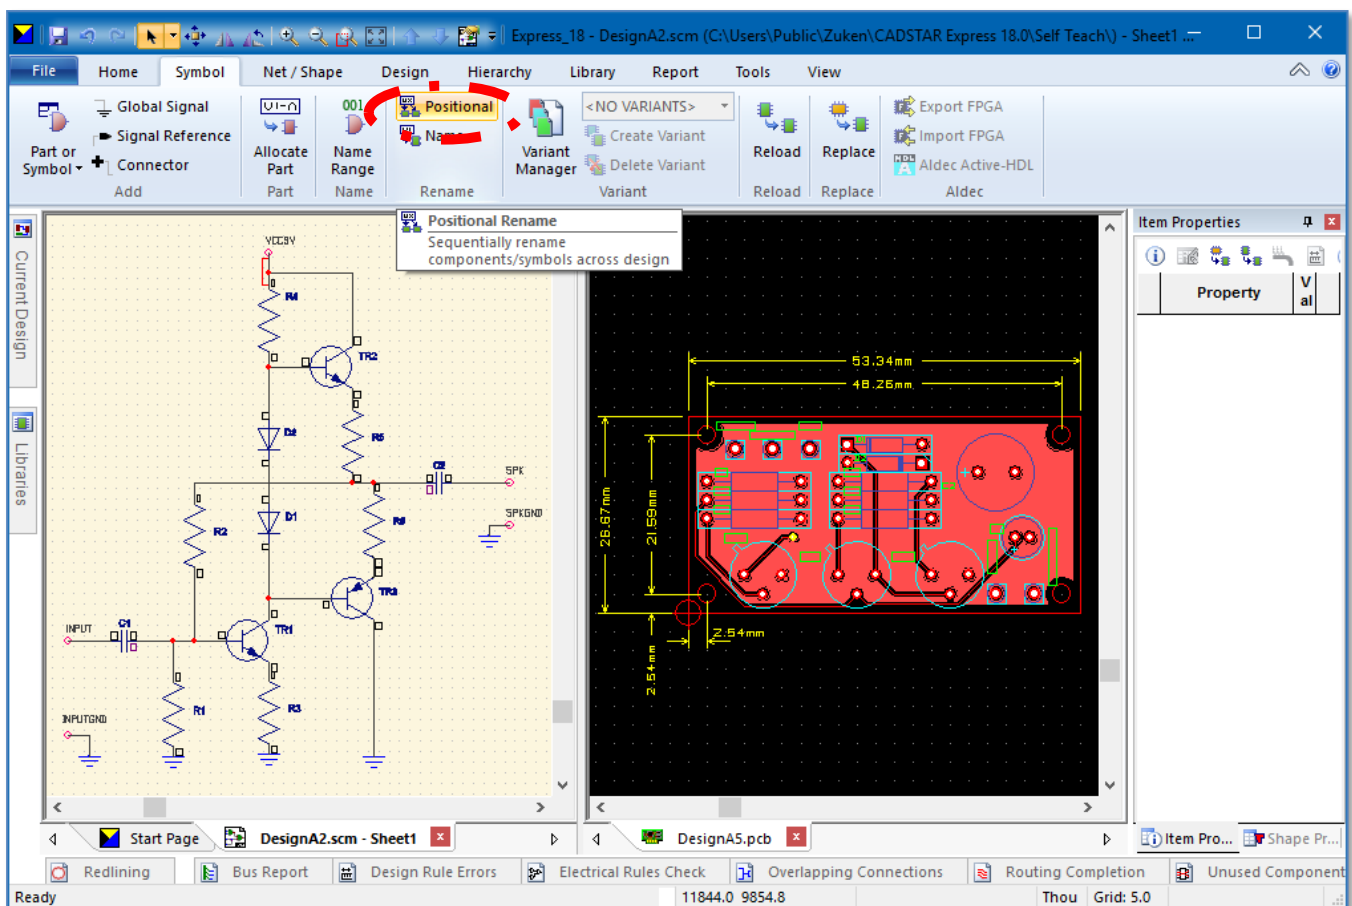 Express_18 - DesignA2.scm (C:\Users\Public\Zuken\CADSTAR Express 18.0\Self Teach\) - Sheet1 ...
File Home Symbol Net / Shape Design Hierarchy Library Report Tools View
Part or Symbol
Global Signal
Signal Reference
Connector
Add
Allocate Part
Part
001
Name Range
Name
Positional
Name
Rename
Variant Manager
<NO VARIANTS>
Create Variant
Delete Variant
Variant
Reload
Reload
Replace
Replace
Export FPGA
Import FPGA
HDL
Aldec Active-HDL
Aldec
Positional Rename
Sequentially rename
components/symbols across design
Current Design
Libraries
VCC9V
R4
TR2
D2
R5
C2
SPK
R2
D1
R6
SPKGND
TR3
INPUT
C1
TR1
R1
R3
INPUTGND
53.34mm
48.26mm
26.67mm
21.59mm
2.54mm
2.54mm
Item Properties
Property
V
al
Start Page
DesignA2.scm - Sheet1
DesignA5.pcb
Item Pro...
Shape Pr...
Redlining Bus Report Design Rule Errors Electrical Rules Check Overlapping Connections Routing Completion Unused Component
Ready 11844.0 9854.8 Thou Grid: 5.0